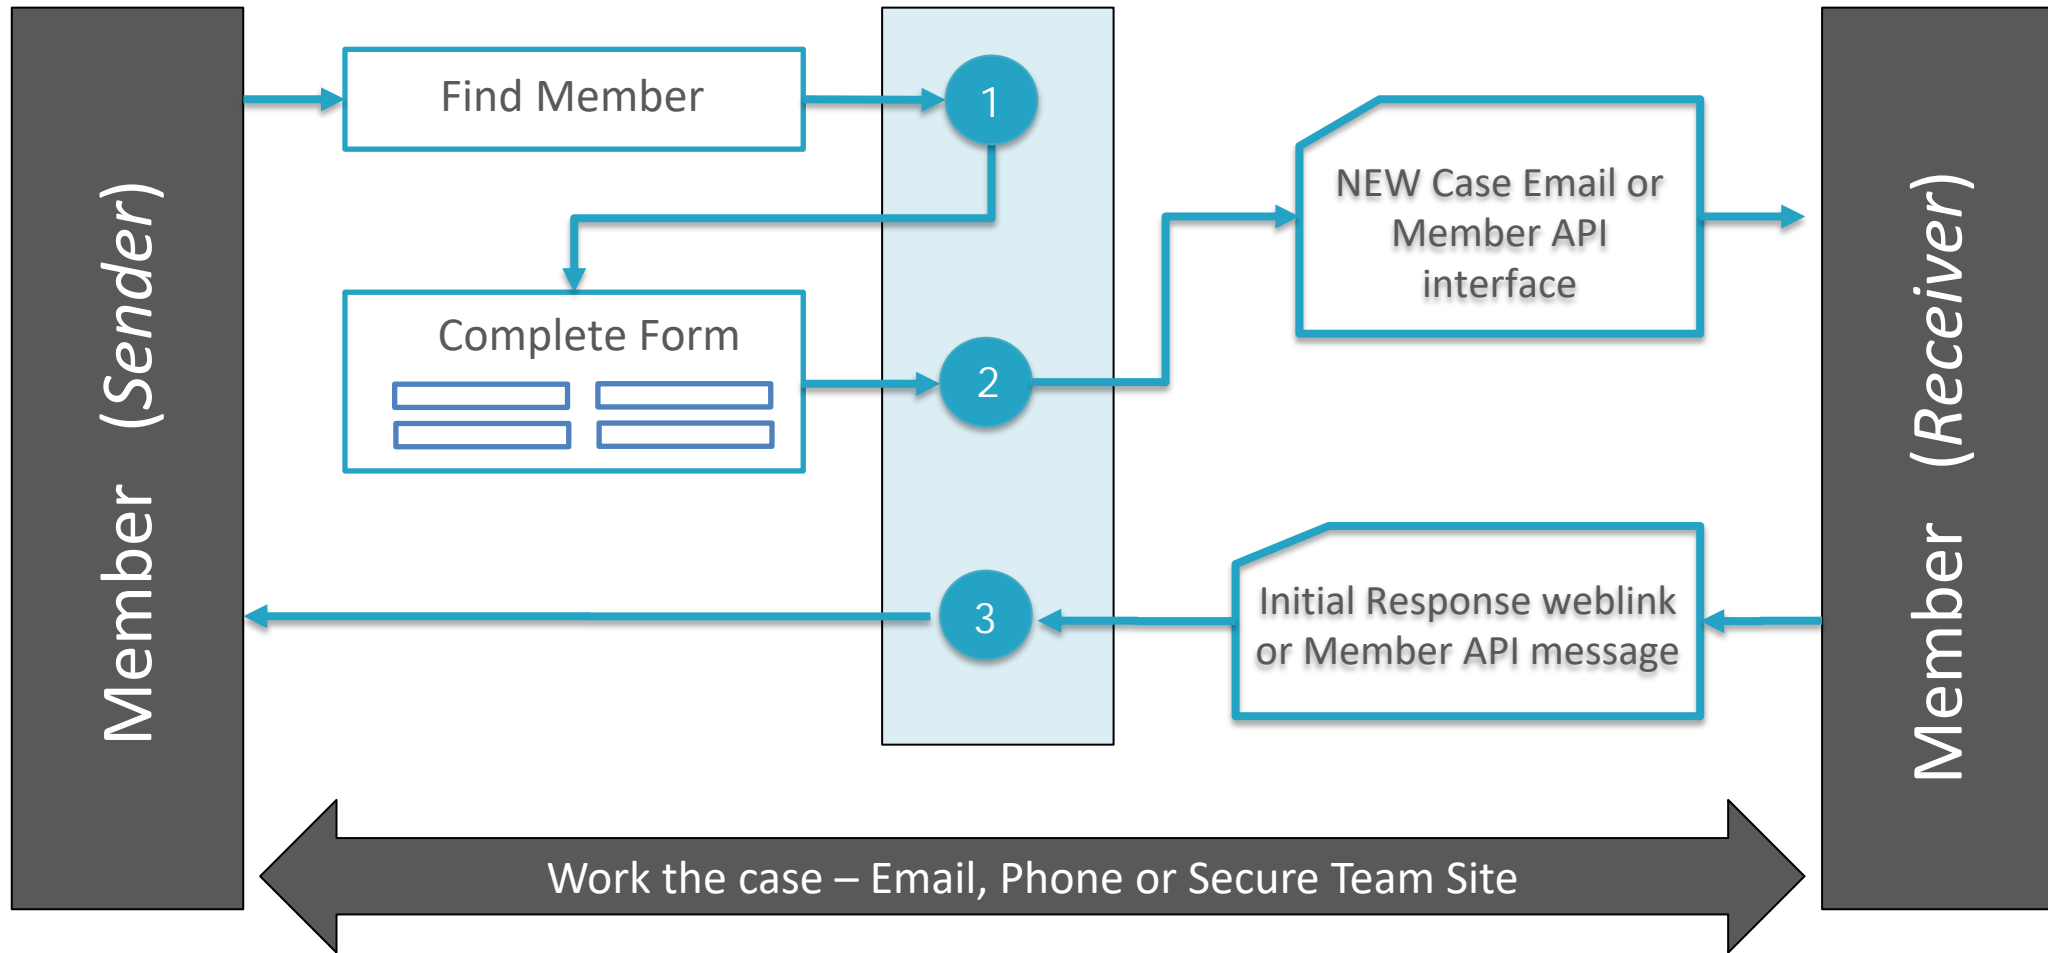 Member (Sender)
Find Member
1
NEW Case Email or
Member API
interface
Complete Form
2
Initial Response weblink
or Member API message
3
Member (Receiver)
Work the case – Email, Phone or Secure Team Site